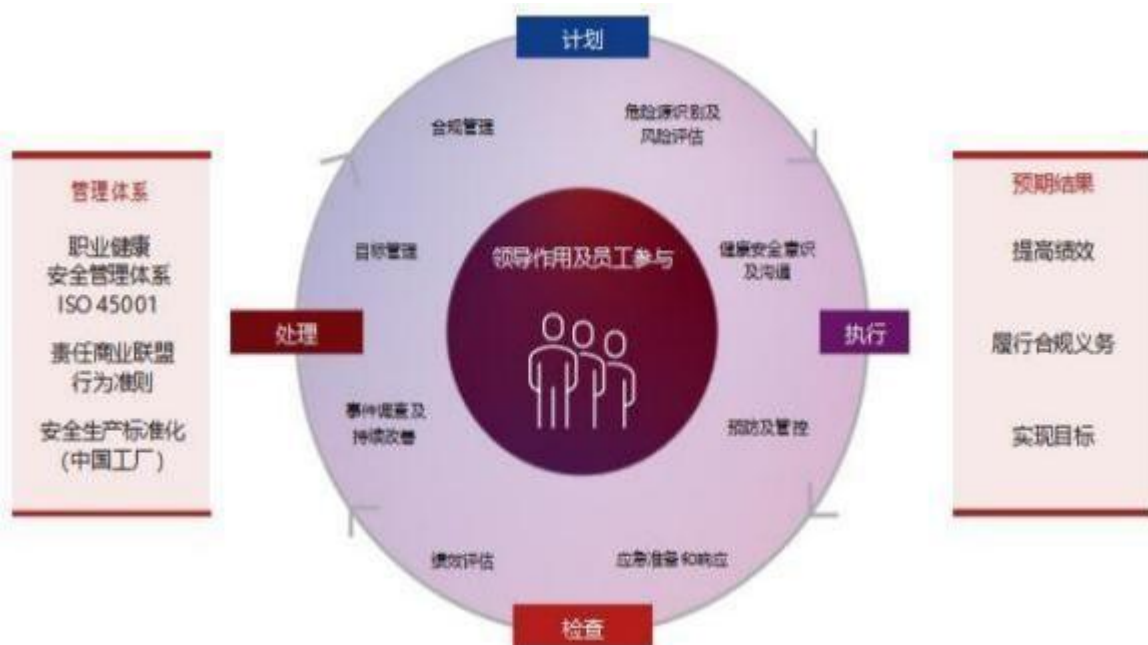 计划
合规管理
危险源识别及
风险评估
管理体系
职业健康
安全管理体系
ISO 45001
责任商业联盟
行为准则
安全生产标准化
(中国工厂)
目标管理
领导作用及员工参与
健康安全意识
及沟通
处理
执行
事件调查及
持续改善
预防及管控
绩效评估
应急准备和响应
检查
预期结果
提高绩效
履行合规义务
实现目标